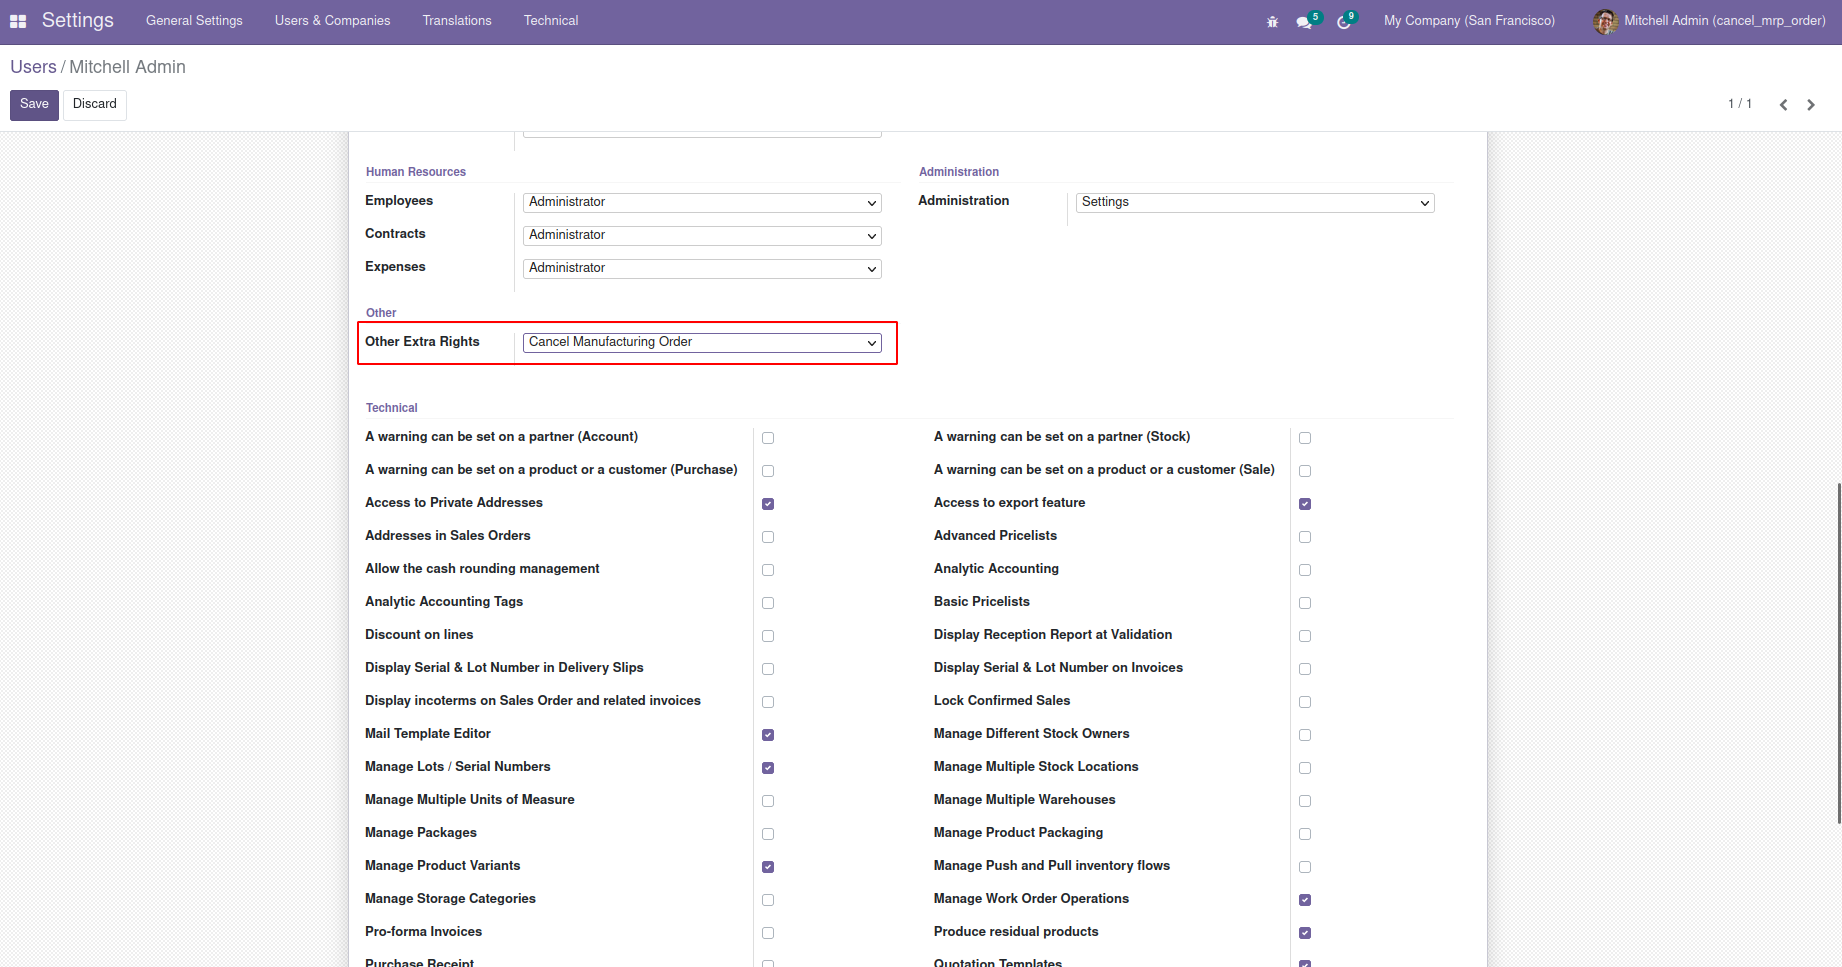 Settings General Settings Users & Companies Translations Technical 5 9 My Company (San Francisco) Mitchell Admin (cancel_mrp_order)
Users / Mitchell Admin
Save Discard 1 / 1
Human Resources Administration
Employees Administrator Administration Settings
Contracts Administrator
Expenses Administrator
Other
Other Extra Rights Cancel Manufacturing Order
Technical
A warning can be set on a partner (Account) A warning can be set on a partner (Stock)
A warning can be set on a product or a customer (Purchase) A warning can be set on a product or a customer (Sale)
Access to Private Addresses Access to export feature
Addresses in Sales Orders Advanced Pricelists
Allow the cash rounding management Analytic Accounting
Analytic Accounting Tags Basic Pricelists
Discount on lines Display Reception Report at Validation
Display Serial & Lot Number in Delivery Slips Display Serial & Lot Number on Invoices
Display incoterms on Sales Order and related invoices Lock Confirmed Sales
Mail Template Editor Manage Different Stock Owners
Manage Lots / Serial Numbers Manage Multiple Stock Locations
Manage Multiple Units of Measure Manage Multiple Warehouses
Manage Packages Manage Product Packaging
Manage Product Variants Manage Push and Pull inventory flows
Manage Storage Categories Manage Work Order Operations
Pro-forma Invoices Produce residual products
Purchase Receipt Quotation Templates